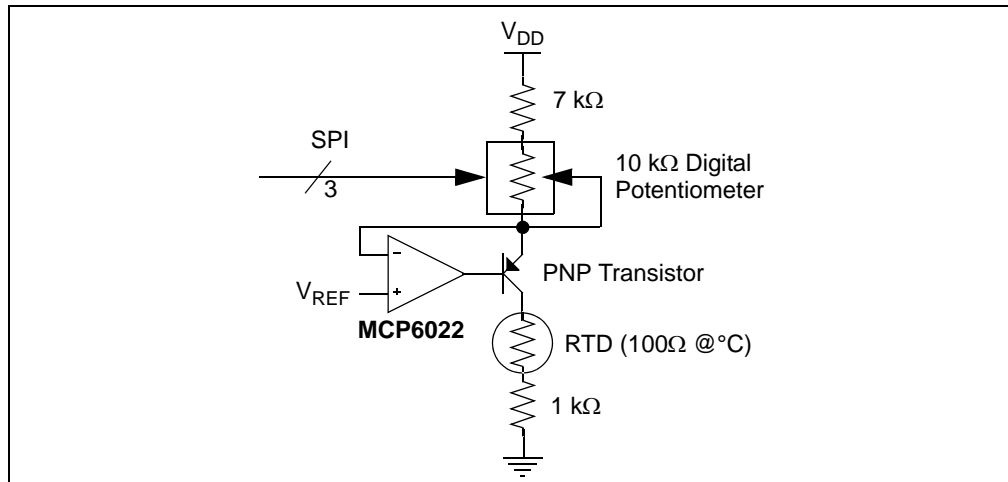 V_DD
7 kΩ
SPI
3
10 kΩ Digital
Potentiometer
-
PNP Transistor
V_REF
+
MCP6022
RTD (100Ω @°C)
1 kΩ